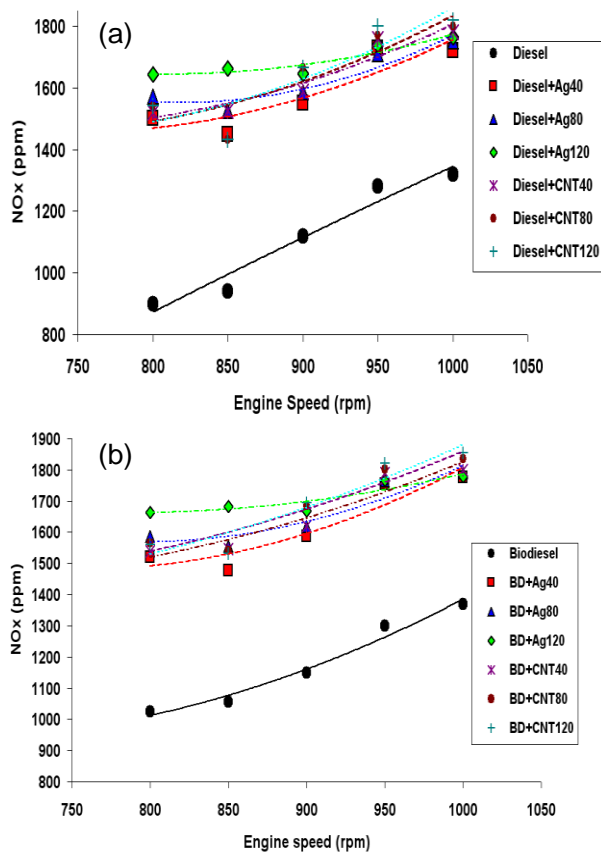 (a)
1800
1600
1400
1200
1000
800
NOx (ppm)
750 800 850 900 950 1000 1050
Engine Speed (rpm)
Diesel
Diesel+Ag40
Diesel+Ag80
Diesel+Ag120
Diesel+CNT40
Diesel+CNT80
Diesel+CNT120
(b)
1900
1800
1700
1600
1500
1400
1300
1200
1100
1000
900
800
NOx (ppm)
750 800 850 900 950 1000 1050
Engine speed (rpm)
Biodiesel
BD+Ag40
BD+Ag80
BD+Ag120
BD+CNT40
BD+CNT80
BD+CNT120